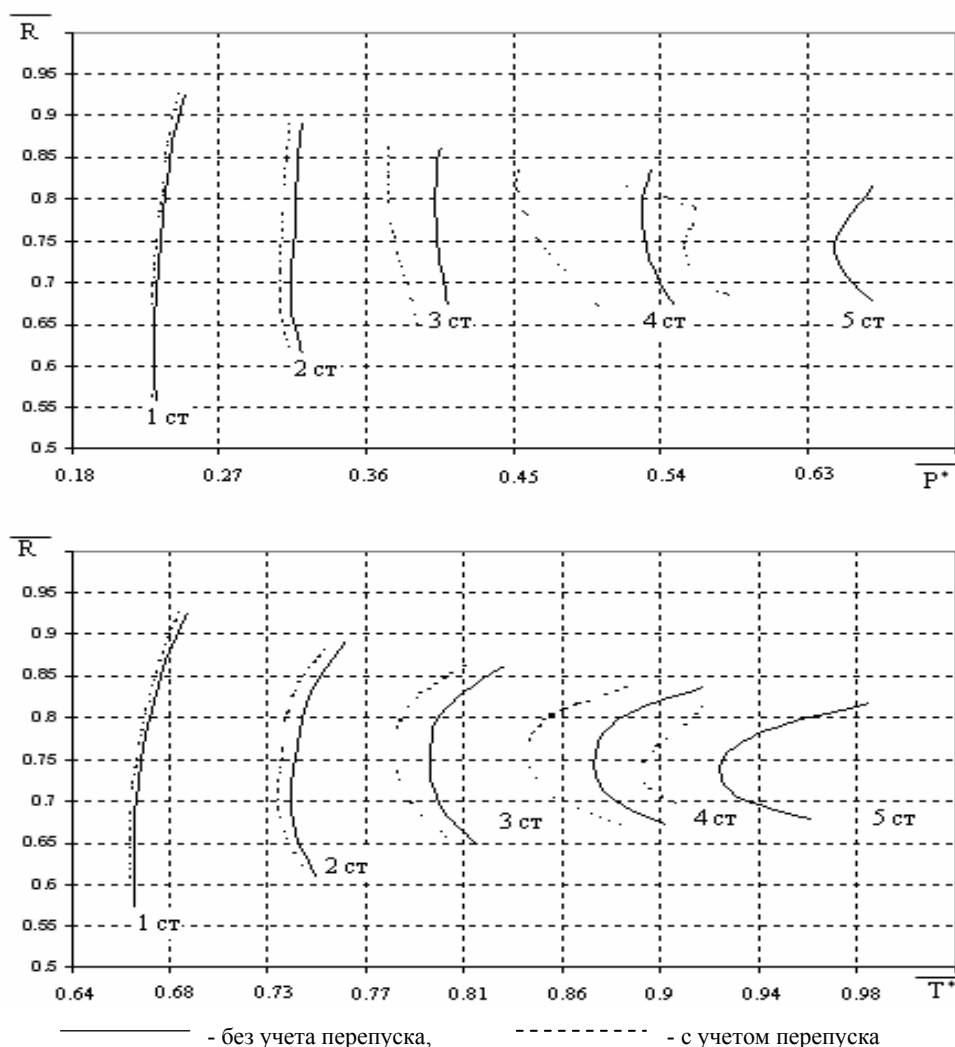 R
0.95
0.9
0.85
0.8
0.75
0.7
0.65
0.6
0.55
0.5
1 ст
2 ст
3 ст
4 ст
5 ст
0.18 0.27 0.36 0.45 0.54 0.63
P*
R
0.95
0.9
0.85
0.8
0.75
0.7
0.65
0.6
0.55
0.5
1 ст
2 ст
3 ст
4 ст
5 ст
0.64 0.68 0.73 0.77 0.81 0.86 0.9 0.94 0.98
T*
- без учета перепуска, - с учетом перепуска